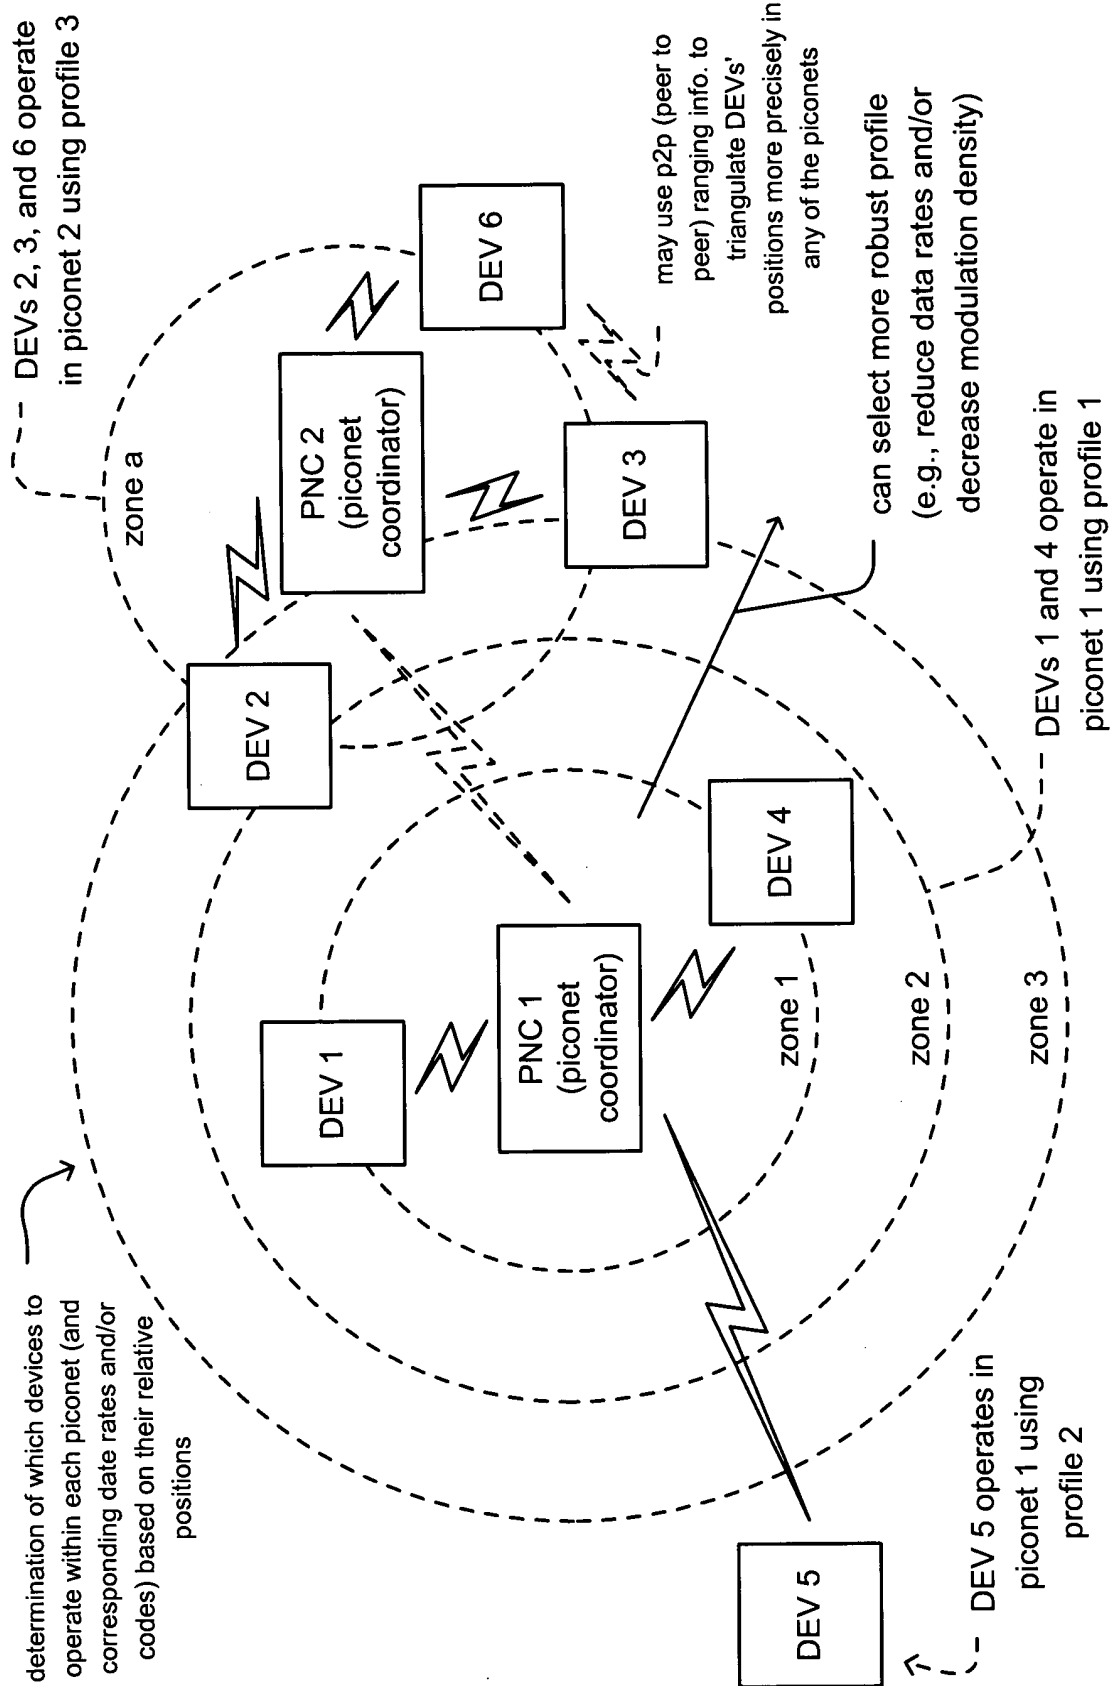 determination of which devices to
operate within each piconet (and
corresponding date rates and/or
codes) based on their relative
positions
DEVs 2, 3, and 6 operate
in piconet 2 using profile 3
zone a
DEV 2
PNC 2
(piconet
coordinator)
DEV 6
DEV 1
DEV 3
PNC 1
(piconet
coordinator)
may use p2p (peer to
peer) ranging info. to
triangulate DEVs'
positions more precisely in
any of the piconets
DEV 4
DEV 5
zone 1
zone 2
zone 3
can select more robust profile
(e.g., reduce data rates and/or
decrease modulation density)
DEV 5 operates in
piconet 1 using
profile 2
DEVs 1 and 4 operate in
piconet 1 using profile 1